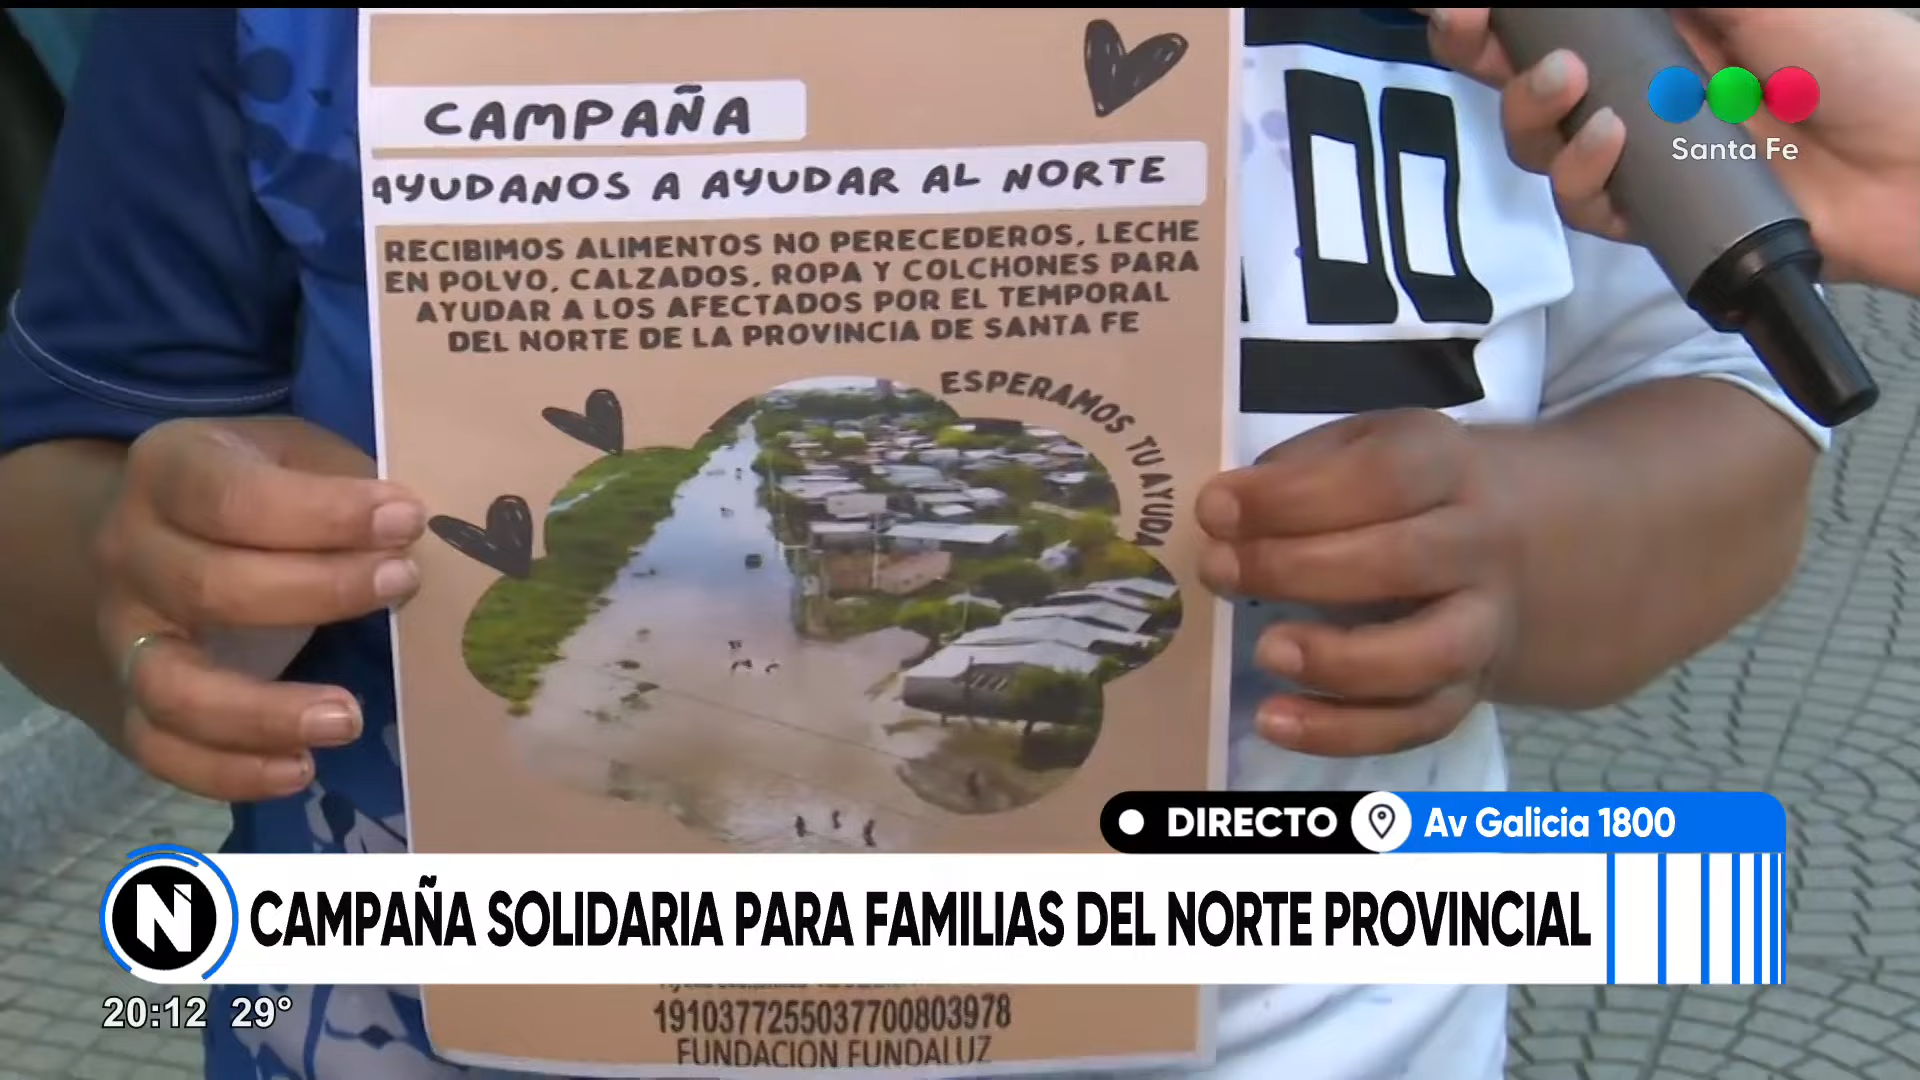 CAMPAÑA
AYUDANOS A AYUDAR AL NORTE
RECIBIMOS ALIMENTOS NO PERECEDEROS, LECHE
EN POLVO, CALZADOS, ROPA Y COLCHONES PARA
AYUDAR A LOS AFECTADOS POR EL TEMPORAL
DEL NORTE DE LA PROVINCIA DE SANTA FE
ESPERAMOS TU AYUDA
Santa Fe
DIRECTO
Av Galicia 1800
N
CAMPAÑA SOLIDARIA PARA FAMILIAS DEL NORTE PROVINCIAL
20:12 29°
1910377255037700803978
FUNDACION FUNDALUZ